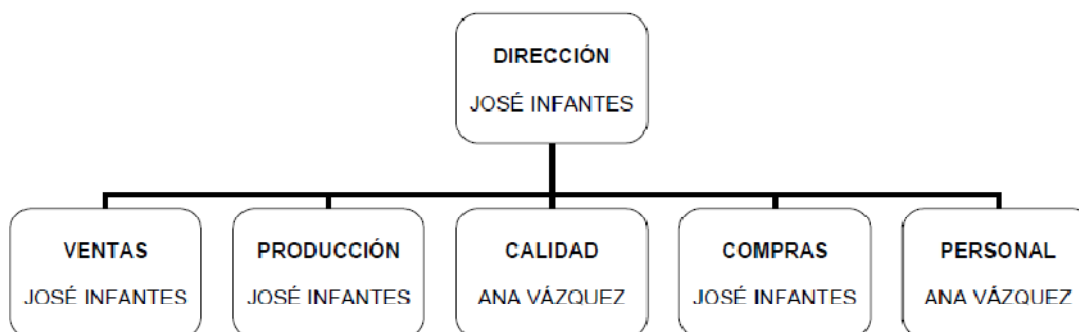 DIRECCIÓN
JOSÉ INFANTES
VENTAS
JOSÉ INFANTES
PRODUCCIÓN
JOSÉ INFANTES
CALIDAD
ANA VÁZQUEZ
COMPRAS
JOSÉ INFANTES
PERSONAL
ANA VÁZQUEZ